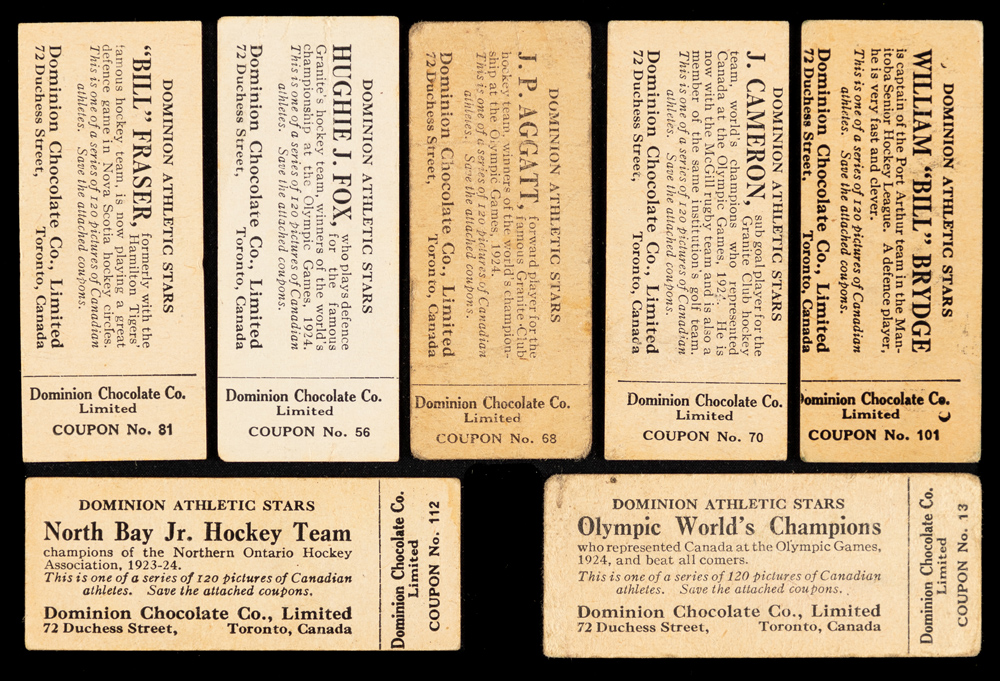 DOMINION ATHLETIC STARS
"BILL" FRASER, formerly with the
famous hockey team, Hamilton Tigers'
is now playing a great
defence game in Nova Scotia hockey circles.
This is one of a series of 120 pictures of Canadian
athletes. Save the attached coupons.
Dominion Chocolate Co., Limited
72 Duchess Street, Toronto, Canada
Dominion Chocolate Co.
Limited
COUPON No. 81
DOMINION ATHLETIC STARS
HUGHIE J. FOX, who plays defence
for the famous
Granite's hockey team, winners of the world's
championship at the Olympic Games, 1924.
This is one of a series of 120 pictures of Canadian
athletes. Save the attached coupons.
Dominion Chocolate Co., Limited
72 Duchess Street, Toronto, Canada
Dominion Chocolate Co.
Limited
COUPON No. 56
DOMINION ATHLETIC STARS
J. P. AGGATT, forward player for the
famous Granite Club
hockey team, winners of the world's champion-
ship at the Olympic Games, 1924.
This is one of a series of 120 pictures of Canadian
athletes. Save the attached coupons.
Dominion Chocolate Co., Limited
72 Duchess Street, Toronto, Canada
Dominion Chocolate Co.
Limited
COUPON No. 68
DOMINION ATHLETIC STARS
J. CAMERON, sub goal player for the
Granite Club hockey
team, world's champions who represented
Canada at the Olympic Games, 1924. He is
now with the McGill rugby team and is also a
member of the same institution's golf team.
This is one of a series of 120 pictures of Canadian
athletes. Save the attached coupons.
Dominion Chocolate Co., Limited
72 Duchess Street, Toronto, Canada
Dominion Chocolate Co.
Limited
COUPON No. 70
DOMINION ATHLETIC STARS
WILLIAM "BILL" BRYDGE
is captain of the Port Arthur team in the Man-
itoba Senior Hockey League. A defence player,
he is very fast and clever.
This is one of a series of 120 pictures of Canadian
athletes. Save the attached coupons.
Dominion Chocolate Co., Limited
72 Duchess Street, Toronto, Canada
Dominion Chocolate Co.
Limited
COUPON No. 101
DOMINION ATHLETIC STARS
North Bay Jr. Hockey Team
champions of the Northern Ontario Hockey
Association, 1923-24.
This is one of a series of 120 pictures of Canadian
athletes. Save the attached coupons.
Dominion Chocolate Co., Limited
72 Duchess Street, Toronto, Canada
Dominion Chocolate Co.
Limited
COUPON No. 112
DOMINION ATHLETIC STARS
Olympic World's Champions
who represented Canada at the Olympic Games,
1924, and beat all comers.
This is one of a series of 120 pictures of Canadian
athletes. Save the attached coupons.
Dominion Chocolate Co., Limited
72 Duchess Street, Toronto, Canada
Dominion Chocolate Co.
Limited
COUPON No. 13